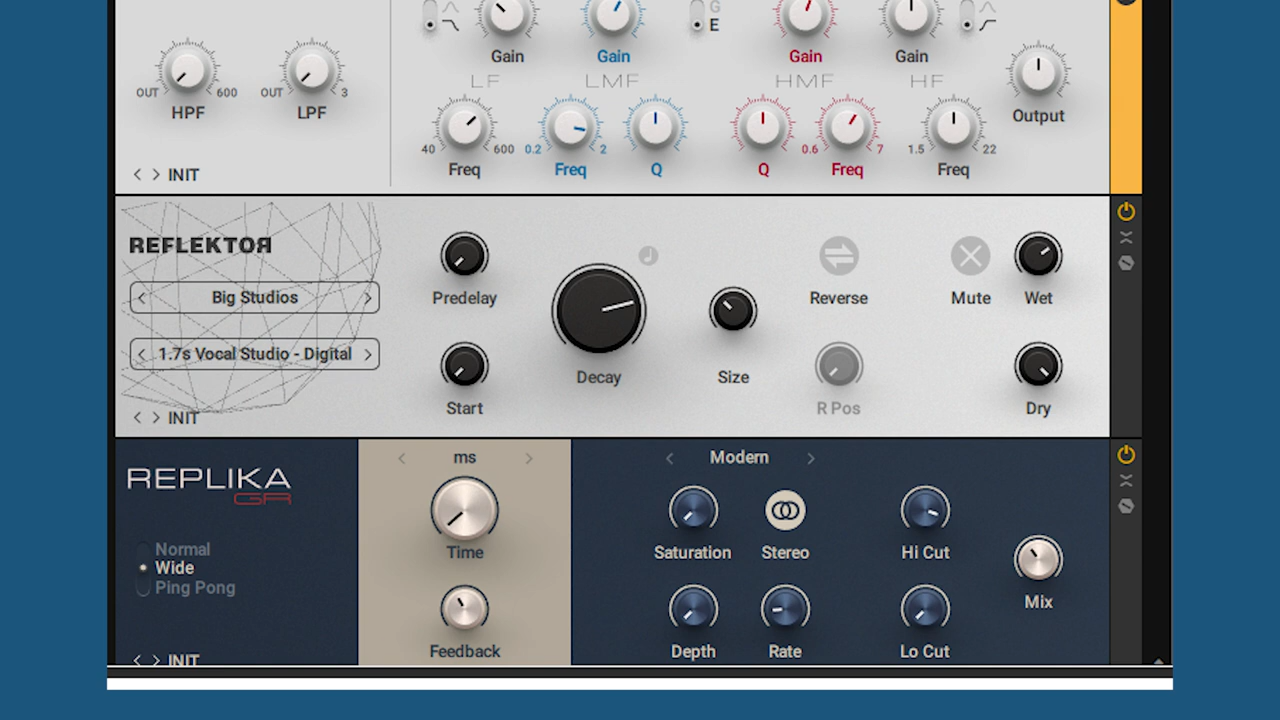 G
E
Gain
Gain
Gain
Gain
LF
LMF
HMF
HF
OUT
600
OUT
3
HPF
LPF
Output
40
600
0.2
2
0.6
7
1.5
22
Freq
Freq
Q
Q
Freq
Freq
< > INIT
REFLEKTOR
Big Studios
1.7s Vocal Studio - Digital
< > INIT
Predelay
Start
Decay
Size
Reverse
R Pos
Mute
Wet
Dry
REPLIKA
GR
Normal
Wide
Ping Pong
< > INIT
ms
Time
Feedback
Modern
Saturation
Stereo
Hi Cut
Depth
Rate
Lo Cut
Mix